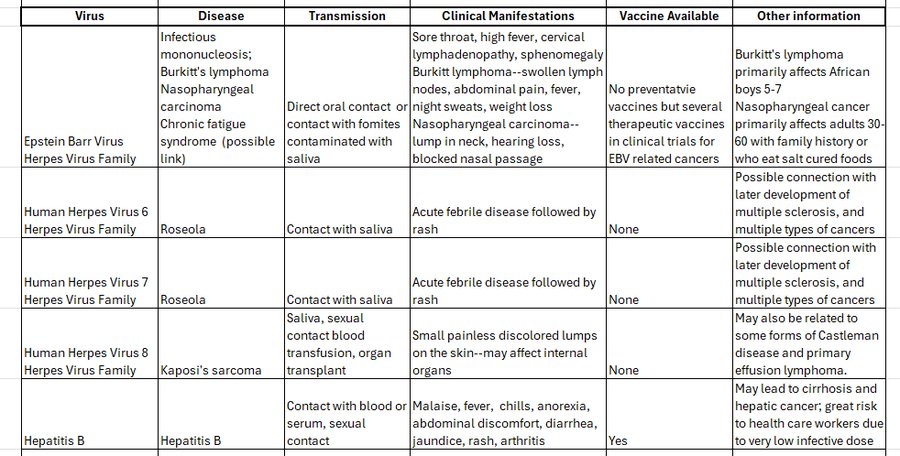 Virus Disease Transmission Clinical Manifestations Vaccine Available Other information
Epstein Barr Virus
Herpes Virus Family
Infectious
mononucleosis;
Burkitt's lymphoma
Nasopharyngeal
carcinoma
Chronic fatigue
syndrome (possible
link)
Direct oral contact or
contact with fomites
contaminated with
saliva
Sore throat, high fever, cervical
lymphadenopathy, sphenomegaly
Burkitt lymphoma--swollen lymph
nodes, abdominal pain, fever,
night sweats, weight loss
Nasopharyngeal carcinoma--
lump in neck, hearing loss,
blocked nasal passage
No preventatvie
vaccines but several
therapeutic vaccines
in clinical trials for
EBV related cancers
Burkitt's lymphoma
primarily affects African
boys 5-7
Nasopharyngeal cancer
primarily affects adults 30-
60 with family history or
who eat salt cured foods
Human Herpes Virus 6
Herpes Virus Family
Roseola
Contact with saliva
Acute febrile disease followed by
rash
None
Possible connection with
later development of
multiple sclerosis, and
multiple types of cancers
Human Herpes Virus 7
Herpes Virus Family
Roseola
Contact with saliva
Acute febrile disease followed by
rash
None
Possible connection with
later development of
multiple sclerosis, and
multiple types of cancers
Human Herpes Virus 8
Herpes Virus Family
Kaposi's sarcoma
Saliva, sexual
contact blood
transfusion, organ
transplant
Small painless discolored lumps
on the skin--may affect internal
organs
None
May also be related to
some forms of Castleman
disease and primary
effusion lymphoma.
Hepatitis B
Hepatitis B
Contact with blood or
serum, sexual
contact
Malaise, fever, chills, anorexia,
abdominal discomfort, diarrhea,
jaundice, rash, arthritis
Yes
May lead to cirrhosis and
hepatic cancer; great risk
to health care workers due
to very low infective dose